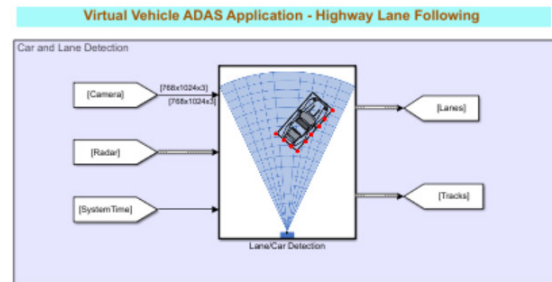 Virtual Vehicle ADAS Application - Highway Lane Following
Car and Lane Detection
[Camera]
[768x1024x3]
[768x1024x3]
[Radar]
[SystemTime]
[Lanes]
[Tracks]
Lane/Car Detection